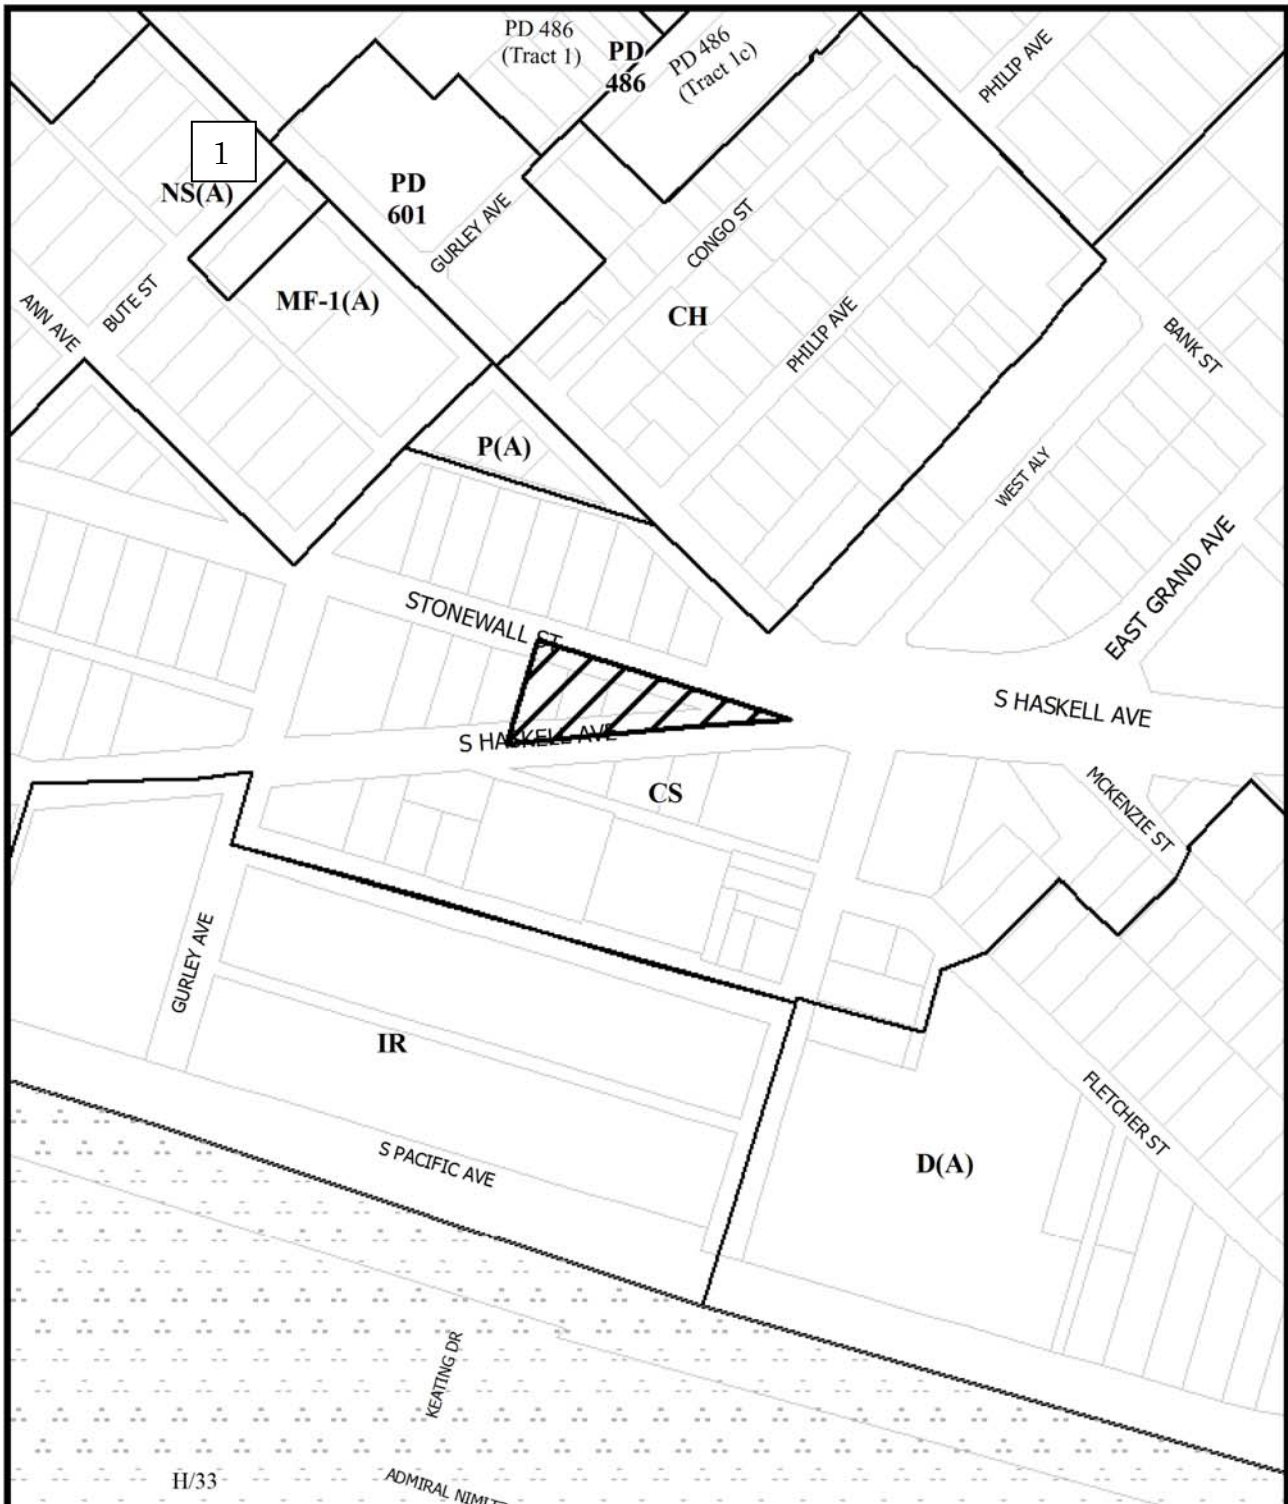 PD 486
(Tract 1)
PD
486
PD 486
(Tract 1c)
PHILIP AVE
1
NS(A)
PD
601
GURLEY AVE
CONGO ST
BUTE ST
ANN AVE
MF-1(A)
CH
PHILIP AVE
BANK ST
P(A)
WEST ALY
EAST GRAND AVE
STONEWALL ST
S HASKELL AVE
S HASKELL AVE
CS
MCKENZIE ST
GURLEY AVE
IR
FLETCHER ST
S PACIFIC AVE
D(A)
KEATING DR
H/33
ADMIRAL